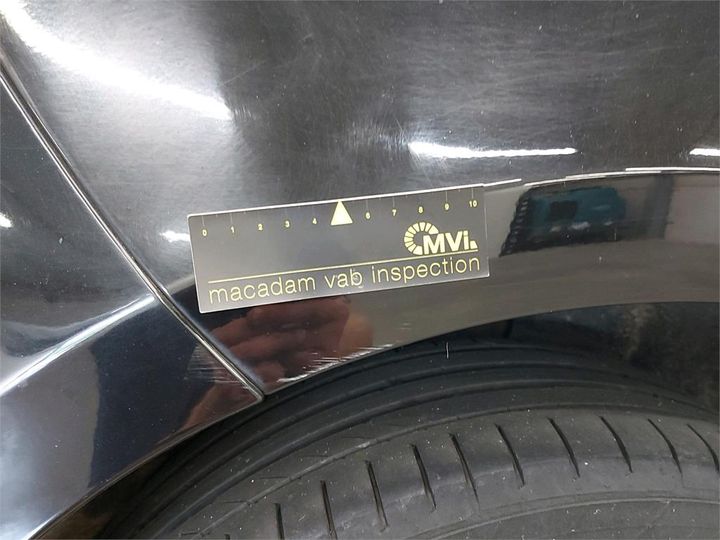 0 1 2 3 4 6 7 8 9 10
MVi.
macadam vab inspection